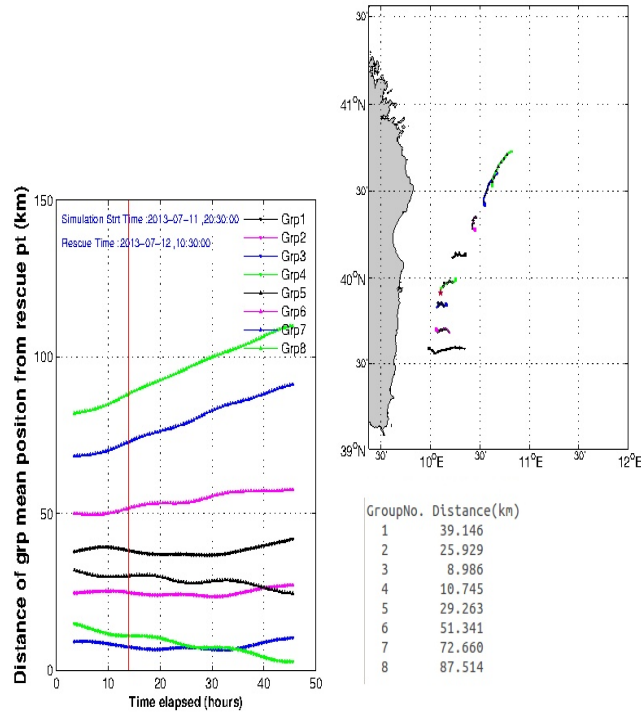 Distance of grp mean positon from rescue pt (km)
150
100
50
0
Simulation Strt Time :2013-07-11 ,20:30:00
Rescue Time :2013-07-12 ,10:30:00
Grp1
Grp2
Grp3
Grp4
Grp5
Grp6
Grp7
Grp8
0 10 20 30 40 50
Time elapsed (hours)
30'
41°N
30'
40°N
30'
39°N
30' 10°E 30' 11°E 30' 12°E
GroupNo. Distance(km)
1 39.146
2 25.929
3 8.986
4 10.745
5 29.263
6 51.341
7 72.660
8 87.514